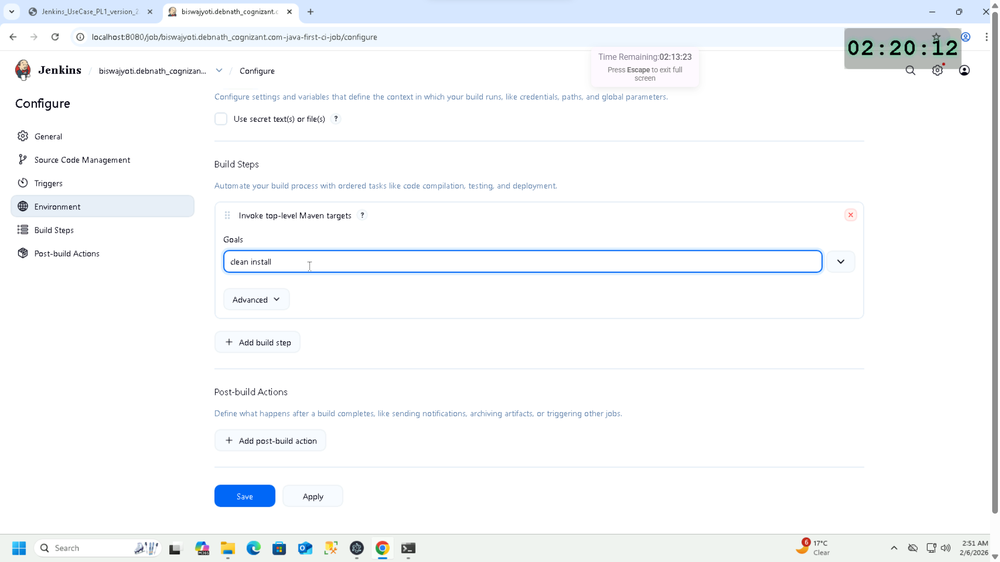 Jenkins_UseCase_PL1_version_2
biswajyoti.debnath_cognizant.c
localhost:8080/job/biswajyoti.debnath_cognizant.com-java-first-ci-job/configure
02:20:12
Time Remaining:02:13:23
Press Escape to exit full
screen
Jenkins / biswajyoti.debnath_cognizan... / Configure
Configure
General
Source Code Management
Triggers
Environment
Build Steps
Post-build Actions
Configure settings and variables that define the context in which your build runs, like credentials, paths, and global parameters.
Use secret text(s) or file(s) ?
Build Steps
Automate your build process with ordered tasks like code compilation, testing, and deployment.
Invoke top-level Maven targets ?
Goals
clean install
Advanced
+ Add build step
Post-build Actions
Define what happens after a build completes, like sending notifications, archiving artifacts, or triggering other jobs.
+ Add post-build action
Save
Apply
Search
M365
6
17°C
Clear
2:51 AM
2/6/2026